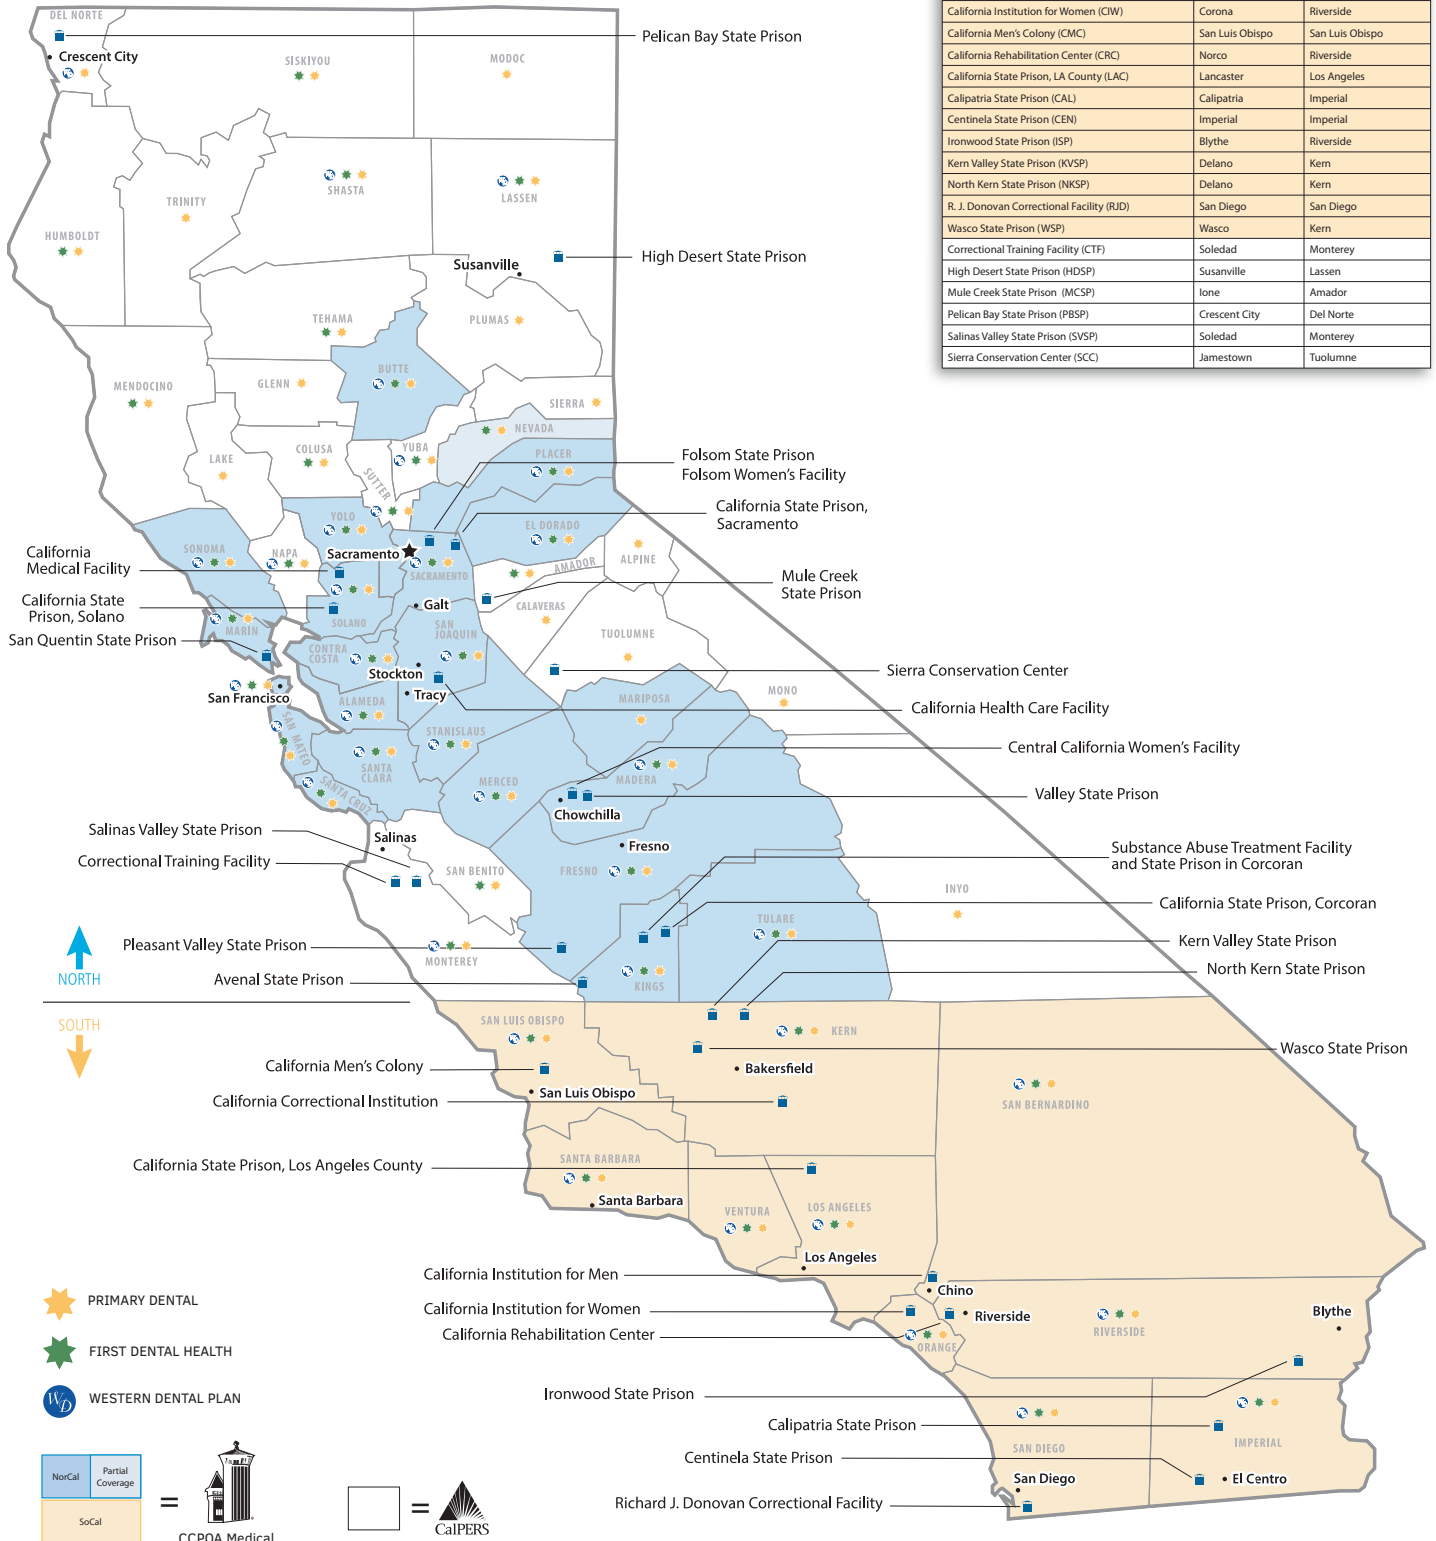 California Institution for Women (CIW) Corona Riverside
California Men's Colony (CMC) San Luis Obispo San Luis Obispo
California Rehabilitation Center (CRC) Norco Riverside
California State Prison, LA County (LAC) Lancaster Los Angeles
Calipatria State Prison (CAL) Calipatria Imperial
Centinela State Prison (CEN) Imperial Imperial
Ironwood State Prison (ISP) Blythe Riverside
Kern Valley State Prison (KVSP) Delano Kern
North Kern State Prison (NKSP) Delano Kern
R. J. Donovan Correctional Facility (RJD) San Diego San Diego
Wasco State Prison (WSP) Wasco Kern
Correctional Training Facility (CTF) Soledad Monterey
High Desert State Prison (HDSP) Susanville Lassen
Mule Creek State Prison (MCSP) Ione Amador
Pelican Bay State Prison (PBSP) Crescent City Del Norte
Salinas Valley State Prison (SVSP) Soledad Monterey
Sierra Conservation Center (SCC) Jamestown Tuolumne
DEL NORTE
Pelican Bay State Prison
Crescent City
SISKIYOU
MODOC
SHASTA
LASSEN
TRINITY
HUMBOLDT
High Desert State Prison
Susanville
TEHAMA
PLUMAS
BUTTE
MENDOCINO
GLENN
SIERRA
NEVADA
COLUSA
YUBA
LAKE
SUTTER
PLACER
Folsom State Prison
Folsom Women's Facility
California State Prison,
Sacramento
YOLO
EL DORADO
SONOMA
NAPA
Sacramento
SACRAMENTO
AMADOR
ALPINE
California
Medical Facility
Mule Creek
State Prison
California State
Prison, Solano
SOLANO
Galt
CALAVERAS
MARIN
SAN
JOAQUIN
TUOLUMNE
San Quentin State Prison
CONTRA
COSTA
Stockton
Sierra Conservation Center
San Francisco
Tracy
MARIPOSA
MONO
ALAMEDA
California Health Care Facility
SAN MATEO
STANISLAUS
Central California Women's Facility
SANTA
CLARA
MERCED
MADERA
SANTA CRUZ
Valley State Prison
Chowchilla
Salinas Valley State Prison
Salinas
Fresno
Substance Abuse Treatment Facility
and State Prison in Corcoran
Correctional Training Facility
SAN BENITO
FRESNO
INYO
California State Prison, Corcoran
TULARE
Pleasant Valley State Prison
MONTEREY
Kern Valley State Prison
NORTH
Avenal State Prison
KINGS
North Kern State Prison
SOUTH
SAN LUIS OBISPO
KERN
Wasco State Prison
California Men's Colony
Bakersfield
San Luis Obispo
California Correctional Institution
SAN BERNARDINO
California State Prison, Los Angeles County
SANTA BARBARA
Santa Barbara
VENTURA
LOS ANGELES
Los Angeles
California Institution for Men
Chino
California Institution for Women
Riverside
RIVERSIDE
Blythe
California Rehabilitation Center
ORANGE
Ironwood State Prison
Calipatria State Prison
SAN DIEGO
IMPERIAL
Centinela State Prison
San Diego
El Centro
Richard J. Donovan Correctional Facility
PRIMARY DENTAL
FIRST DENTAL HEALTH
WD
WESTERN DENTAL PLAN
NorCal
Partial
Coverage
SoCal
=
CCPOA Medical
=
CalPERS